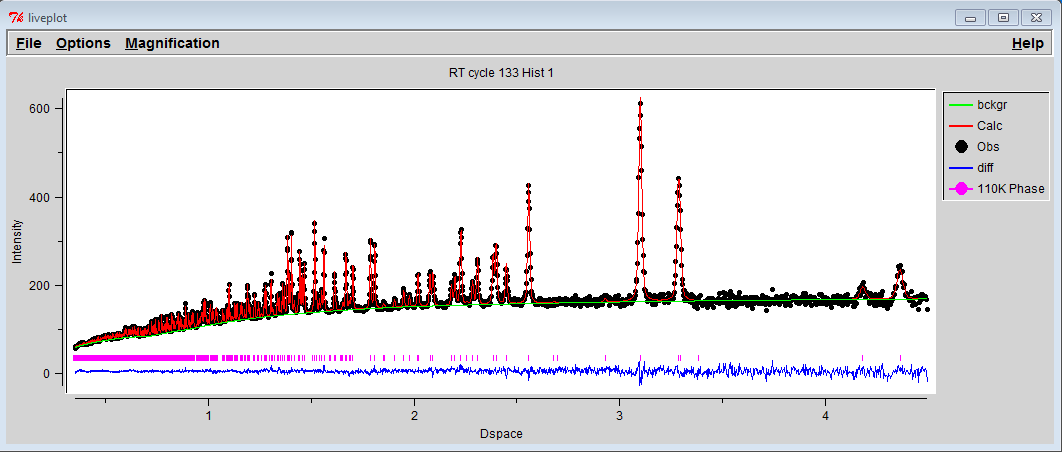 liveplot
File Options Magnification Help
RT cycle 133 Hist 1
600
400
200
0
Intensity
1 2 3 4
Dspace
bckgr
Calc
Obs
diff
110K Phase